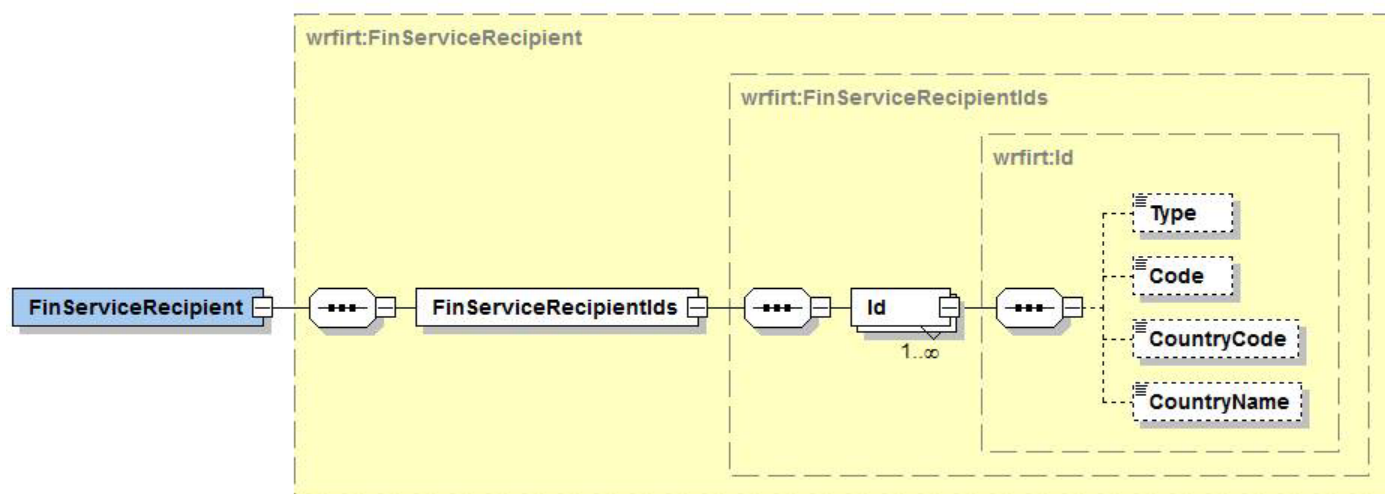 wrfirt:FinServiceRecipient
wrfirt:FinServiceRecipientIds
wrfirt:Id
Type
Code
FinServiceRecipient
FinServiceRecipientIds
Id
1..∞
CountryCode
CountryName